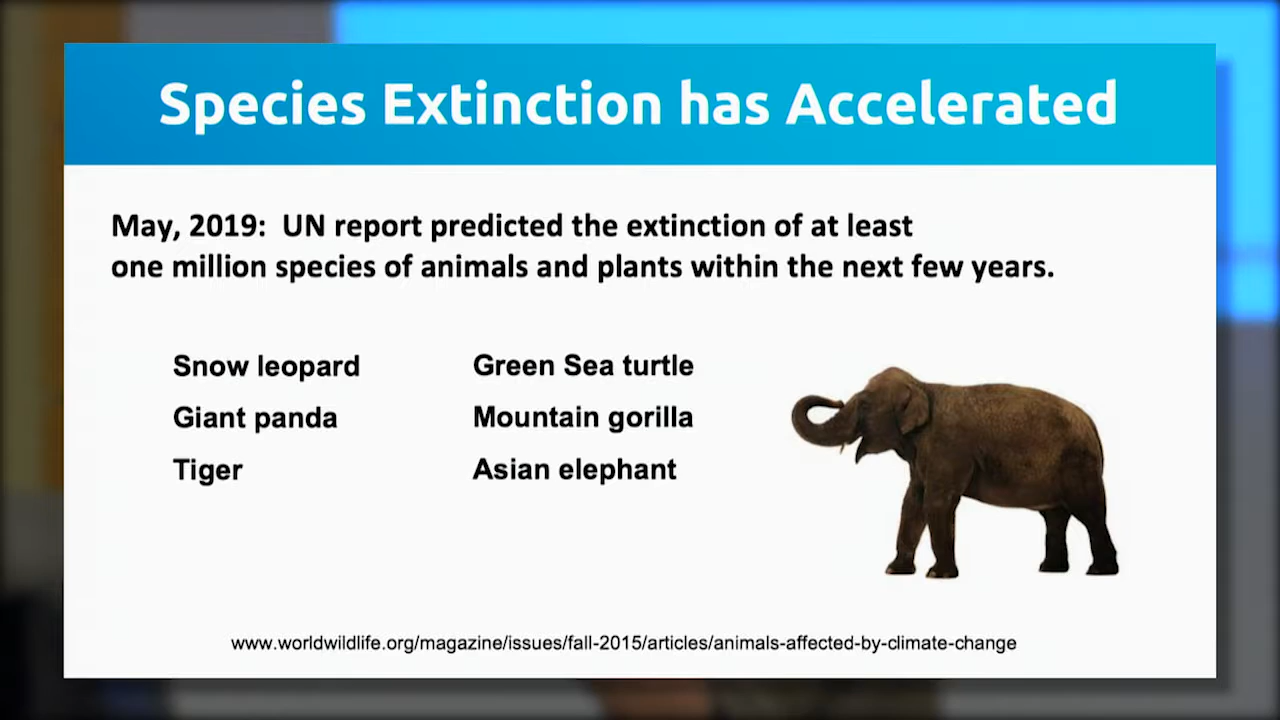 Species Extinction has Accelerated
May, 2019: UN report predicted the extinction of at least
one million species of animals and plants within the next few years.
Snow leopard
Giant panda
Tiger
Green Sea turtle
Mountain gorilla
Asian elephant
www.worldwildlife.org/magazine/issues/fall-2015/articles/animals-affected-by-climate-change